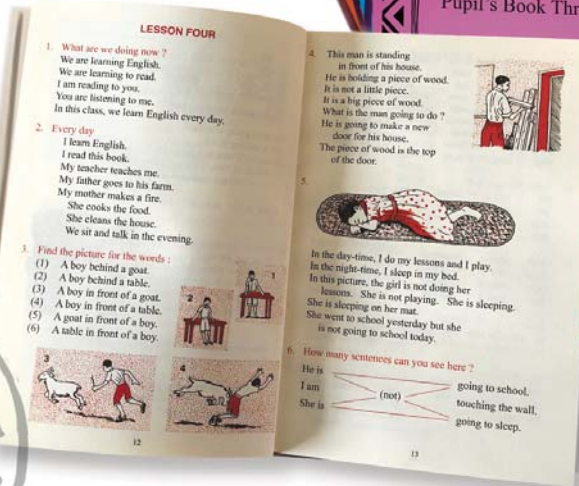 Pupil's Book Thr
LESSON FOUR
1. What are we doing now ?
We are learning English.
We are learning to read.
I am reading to you.
You are listening to me.
In this class, we learn English every day.
2. Every day
I learn English.
I read this book.
My teacher teaches me.
My father goes to his farm.
My mother makes a fire.
She cooks the food.
She cleans the house.
We sit and talk in the evening.
3. Find the picture for the words :
(1) A boy behind a goat.
(2) A boy behind a table.
(3) A boy in front of a goat.
(4) A boy in front of a table.
(5) A goat in front of a boy.
(6) A table in front of a boy.
1
2
3
4
12
4. This man is standing
in front of his house.
He is holding a piece of wood.
It is not a little piece.
It is a big piece of wood.
What is the man going to do ?
He is going to make a new
door for his house.
The piece of wood is the top
of the door.
5.
In the day-time, I do my lessons and I play.
In the night-time, I sleep in my bed.
In this picture, the girl is not doing her
lessons. She is not playing. She is sleeping.
She is sleeping on her mat.
She went to school yesterday but she
is not going to school today.
6. How many sentences can you see here ?
He is
I am
She is
(not)
going to school.
touching the wall.
going to sleep.
13